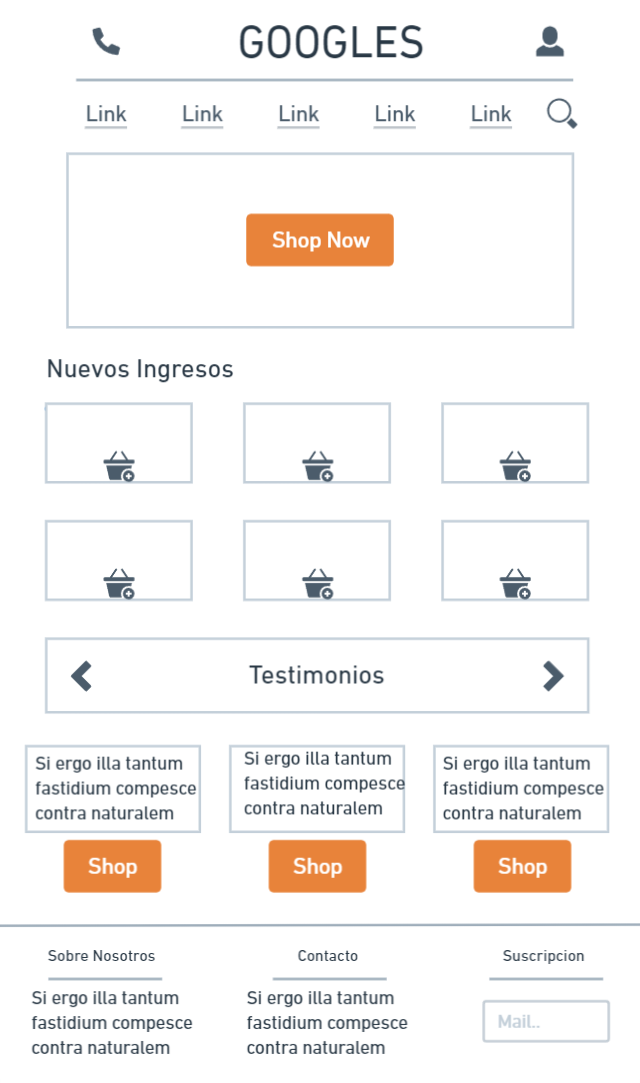 GOOGLES
Link Link Link Link Link
Shop Now
Nuevos Ingresos
Testimonios
Si ergo illa tantum
fastidium compesce
contra naturalem
Si ergo illa tantum
fastidium compesce
contra naturalem
Si ergo illa tantum
fastidium compesce
contra naturalem
Shop Shop Shop
Sobre Nosotros
Si ergo illa tantum
fastidium compesce
contra naturalem
Contacto
Si ergo illa tantum
fastidium compesce
contra naturalem
Suscripcion
Mail..